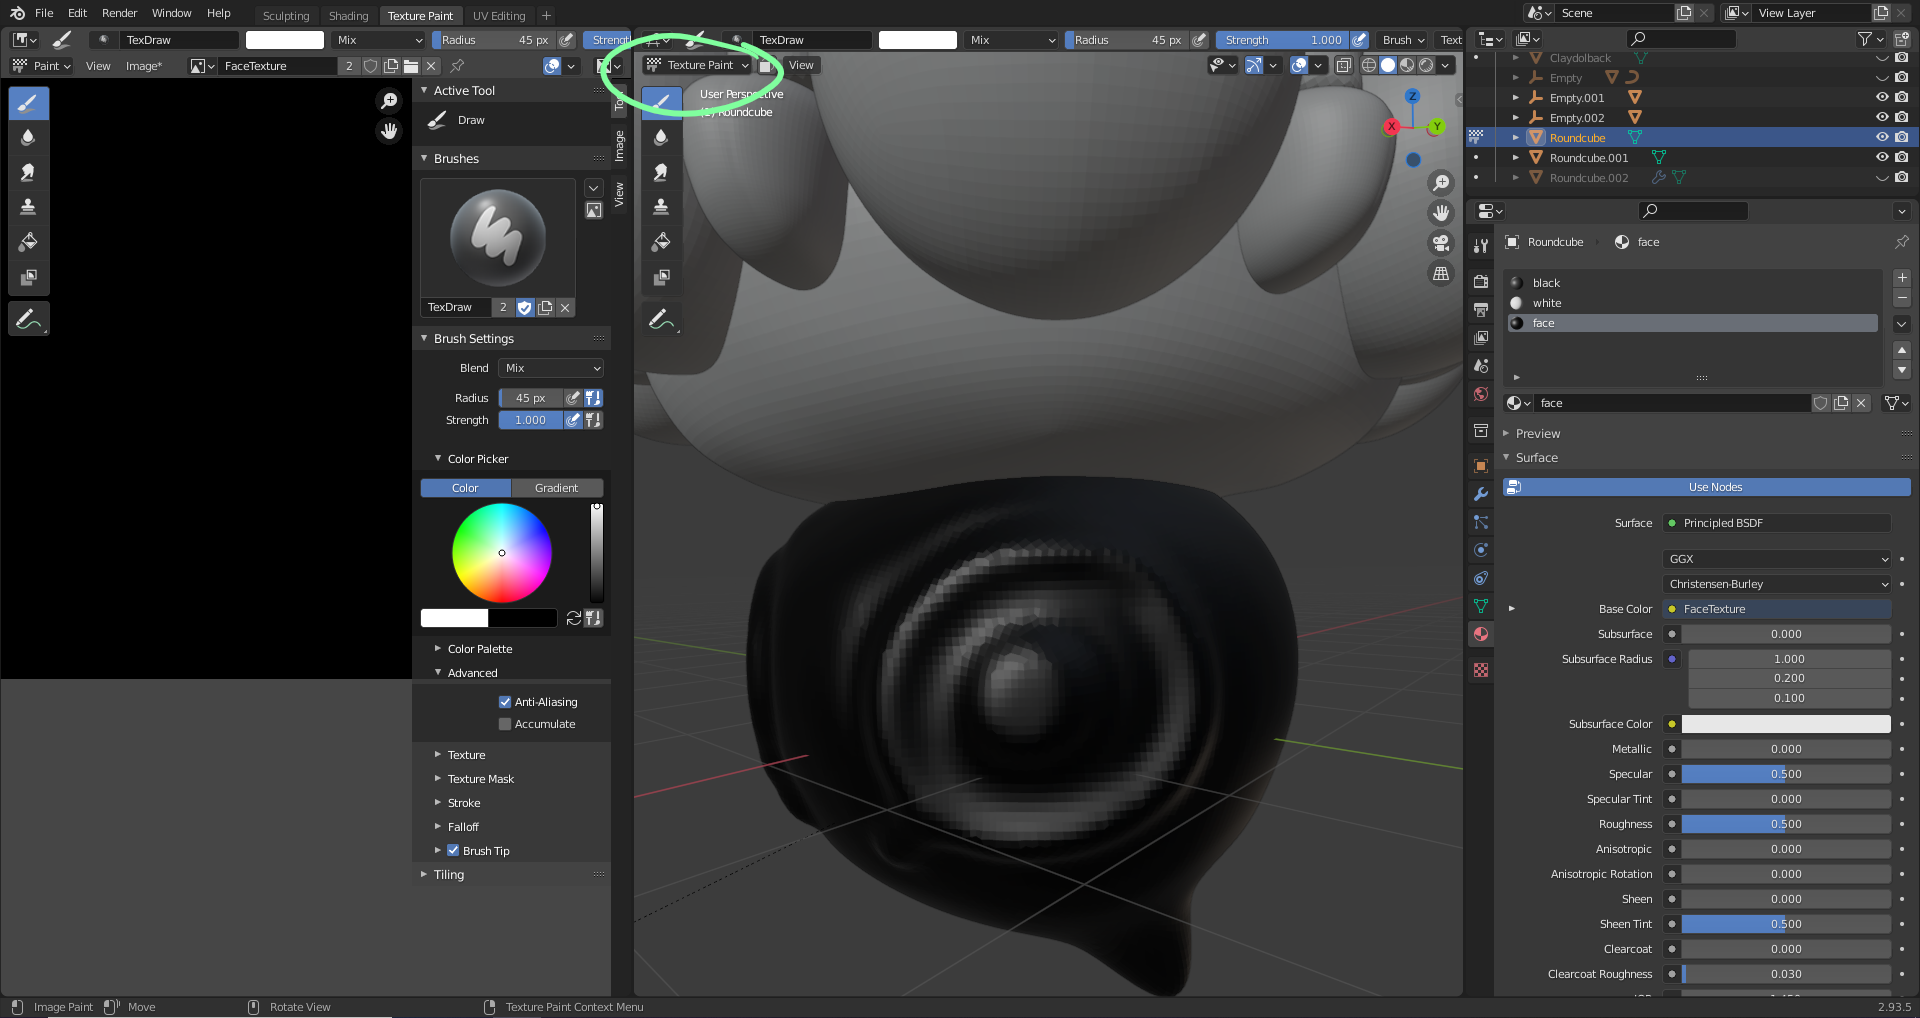 File Edit Render Window Help Sculpting Shading Texture Paint UV Editing + Scene View Layer
TexDraw Mix Radius 45 px Strengt
TexDraw Mix Radius 45 px Strength 1.000 Brush Text
Paint View Image* FaceTexture 2
Texture Paint View
User Perspective
Roundcube
Active Tool
Draw
Brushes
TexDraw 2
Brush Settings
Blend Mix
Radius 45 px
Strength 1.000
Color Picker
Color Gradient
Color Palette
Advanced
Anti-Aliasing
Accumulate
Texture
Texture Mask
Stroke
Falloff
Brush Tip
Tiling
Image
View
X
Y
Z
Claydolback
Empty
Empty.001
Empty.002
Roundcube
Roundcube.001
Roundcube.002
Roundcube face
black
white
face
face
Preview
Surface
Use Nodes
Surface Principled BSDF
GGX
Christensen-Burley
Base Color FaceTexture
Subsurface 0.000
Subsurface Radius 1.000
0.200
0.100
Subsurface Color
Metallic 0.000
Specular 0.500
Specular Tint 0.000
Roughness 0.500
Anisotropic 0.000
Anisotropic Rotation 0.000
Sheen 0.000
Sheen Tint 0.500
Clearcoat 0.000
Clearcoat Roughness 0.030
Image Paint Move Rotate View Texture Paint Context Menu 2.93.5